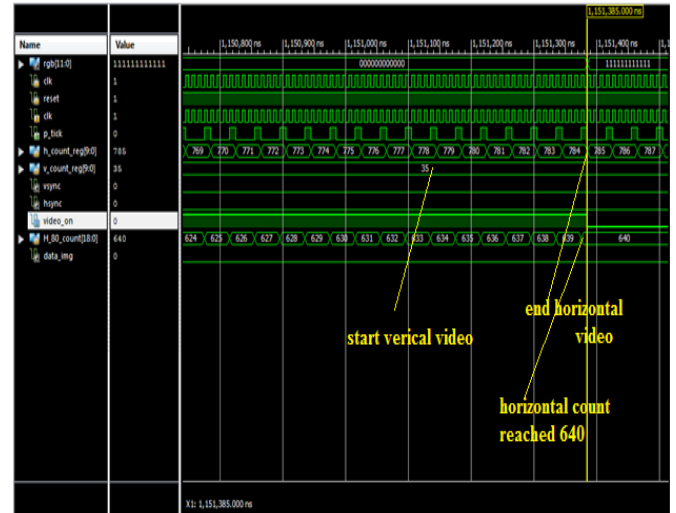 1,151,385.000 ns
Name
Value
1,150,800 ns
1,150,900 ns
1,151,000 ns
1,151,100 ns
1,151,200 ns
1,151,300 ns
1,151,400 ns
rgb[11:0]
111111111111
000000000000
111111111111
clk
1
reset
1
clk
1
p_tick
0
h_count_reg[9:0]
785
769 770 771 772 773 774 775 776 777 778 779 780 781 782 783 784 785 786 787
v_count_reg[9:0]
35
35
vsync
0
hsync
0
video_on
0
H_80_count[18:0]
640
624 625 626 627 628 629 630 631 632 633 634 635 636 637 638 639 640
data_img
0
start verical video
end horizontal
video
horizontal count
reached 640
X1: 1,151,385.000 ns